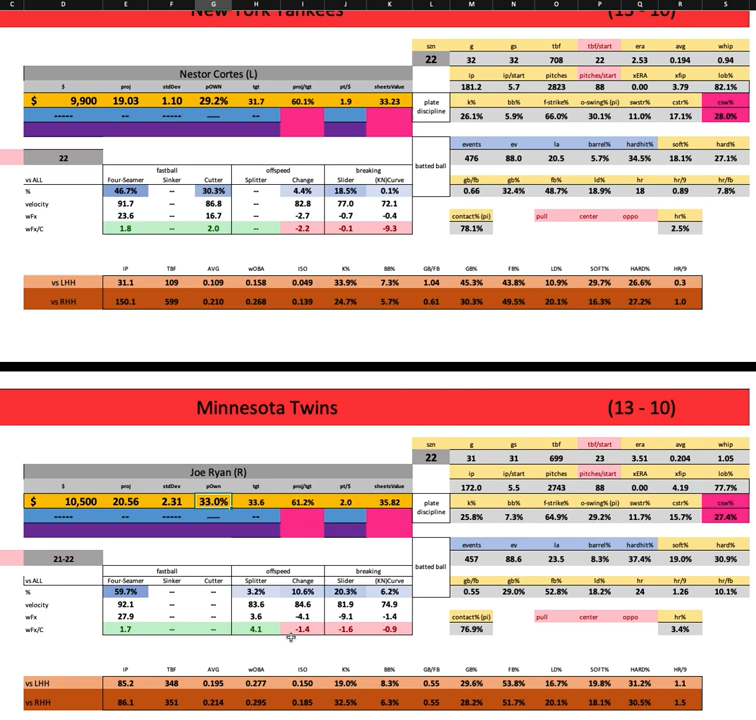 C D E F G H I J K L M N O P Q R S
New York Yankees (13 - 10)
szn g gs tbf tbf/start era avg whip
22 32 32 708 22 2.53 0.194 0.94
Nestor Cortes (L) ip ip/start pitches pitches/start xERA xfip lob%
181.2 5.7 2823 88 0.00 3.79 82.1%
$ proj stdDev pOWN tgt proj/tgt pt/$ sheetsValue
$ 9,900 19.03 1.10 29.2% 31.7 60.1% 1.9 33.23
plate discipline k% bb% f-strike% o-swing% (pi) swstr% cstr% csw%
----- -- --- ___ --
26.1% 5.9% 66.0% 30.1% 11.0% 17.1% 28.0%
batted ball events ev la barrel% hardhit% soft% hard%
22 476 88.0 20.5 5.7% 34.5% 18.1% 27.1%
fastball offspeed breaking
vs ALL Four-Seamer Sinker Cutter Splitter Change Slider (KN)Curve
gb/fb gb% fb% ld% hr hr/9 hr/fb
% 46.7% -- 30.3% -- 4.4% 18.5% 0.1%
0.66 32.4% 48.7% 18.9% 18 0.89 7.8%
velocity 91.7 86.8 82.8 77.0 72.1
wFx 23.6 16.7 -2.7 -0.7 -0.4
contact% (pi) pull center oppo hr%
wFx/C 1.8 -- 2.0 -- -2.2 -0.1 -9.3
78.1% 2.5%
IP TBF AVG wOBA ISO K% BB% GB/FB GB% FB% LD% SOFT% HARD% HR/9
vs LHH 31.1 109 0.109 0.158 0.049 33.9% 7.3% 1.04 45.3% 43.8% 10.9% 29.7% 26.6% 0.3
vs RHH 150.1 599 0.210 0.268 0.139 24.7% 5.7% 0.61 30.3% 49.5% 20.1% 16.3% 27.2% 1.0
Minnesota Twins (13 - 10)
szn g gs tbf tbf/start era avg whip
22 31 31 699 23 3.51 0.204 1.05
Joe Ryan (R) ip ip/start pitches pitches/start xERA xfip lob%
172.0 5.5 2743 88 0.00 4.19 77.7%
$ proj stdDev pOwn tgt proj/tgt pt/$ sheetsValue
$ 10,500 20.56 2.31 33.0% 33.6 61.2% 2.0 35.82
plate discipline k% bb% f-strike% o-swing% (pi) swstr% cstr% csw%
----- -- --- ___ --
25.8% 7.3% 64.9% 29.2% 11.7% 15.7% 27.4%
batted ball events ev la barrel% hardhit% soft% hard%
21-22 457 88.6 23.5 8.3% 37.4% 19.0% 30.9%
fastball offspeed breaking
vs ALL Four-Seamer Sinker Cutter Splitter Change Slider (KN)Curve
gb/fb gb% fb% ld% hr hr/9 hr/fb
% 59.7% -- -- 3.2% 10.6% 20.3% 6.2%
0.55 29.0% 52.8% 18.2% 24 1.26 10.1%
velocity 92.1 83.6 84.6 81.9 74.9
wFx 27.9 3.6 -4.1 -9.1 -1.4
contact% (pi) pull center oppo hr%
wFx/C 1.7 -- -- 4.1 -1.4 -1.6 -0.9
76.9% 3.4%
IP TBF AVG wOBA ISO K% BB% GB/FB GB% FB% LD% SOFT% HARD% HR/9
vs LHH 85.2 348 0.195 0.277 0.150 19.0% 8.3% 0.55 29.6% 53.8% 16.7% 19.8% 31.2% 1.1
vs RHH 86.1 351 0.214 0.295 0.185 32.5% 6.3% 0.55 28.2% 51.7% 20.1% 18.1% 30.5% 1.5